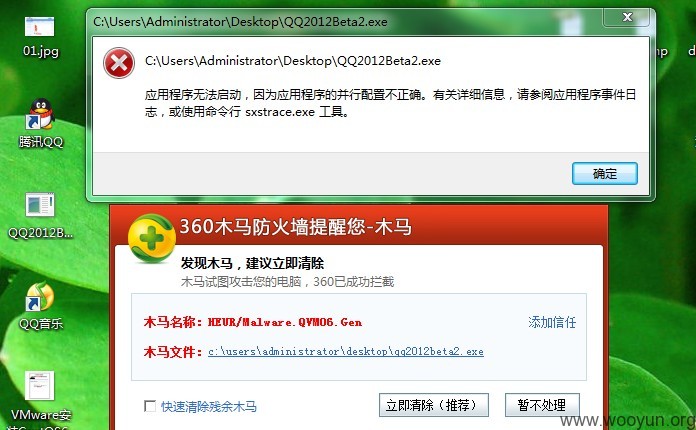 C:\Users\Administrator\Desktop\QQ2012Beta2.exe
C:\Users\Administrator\Desktop\QQ2012Beta2.exe
应用程序无法启动，因为应用程序的并行配置不正确。有关详细信息，请参阅应用程序事件日
志，或使用命令行 sxstrace.exe 工具。
确定
01.jpg
腾讯QQ
QQ2012B...
QQ音乐
VMware安
360木马防火墙提醒您-木马
发现木马，建议立即清除
木马试图攻击您的电脑，360已成功拦截
木马名称：HEUR/Malware.QVM06.Gen
添加信任
木马文件：c:\users\administrator\desktop\qq2012beta2.exe
快速清除残余木马
立即清除（推荐）
暂不处理
www.wooyun.org